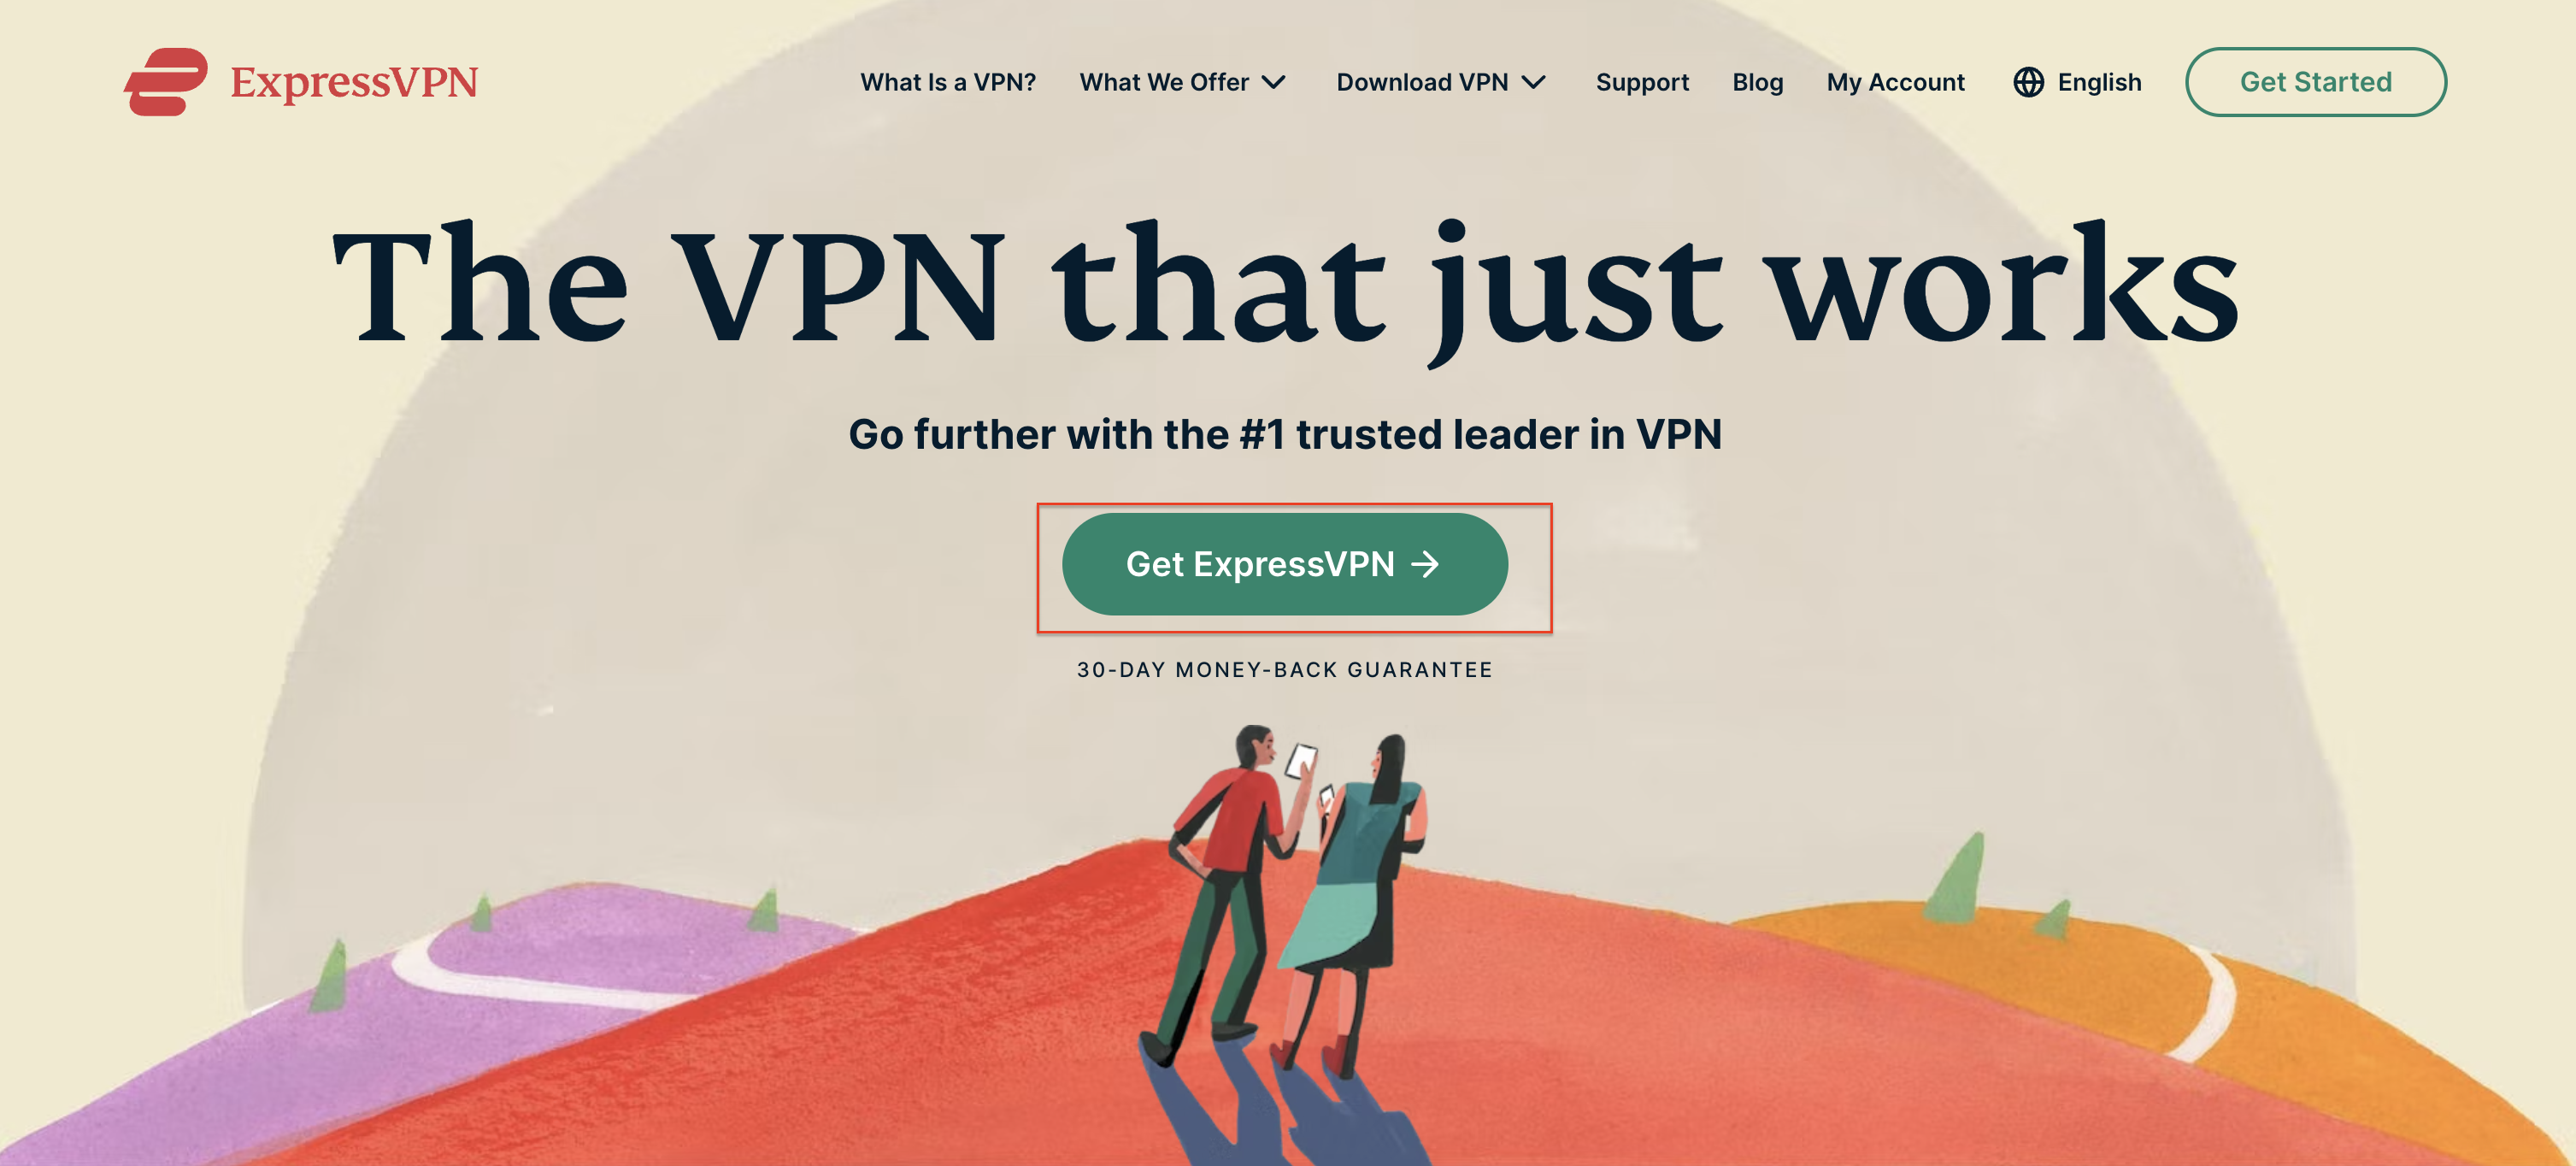 ExpressVPN
What Is a VPN? What We Offer Download VPN Support Blog My Account English Get Started
The VPN that just works
Go further with the #1 trusted leader in VPN
Get ExpressVPN →
30-DAY MONEY-BACK GUARANTEE